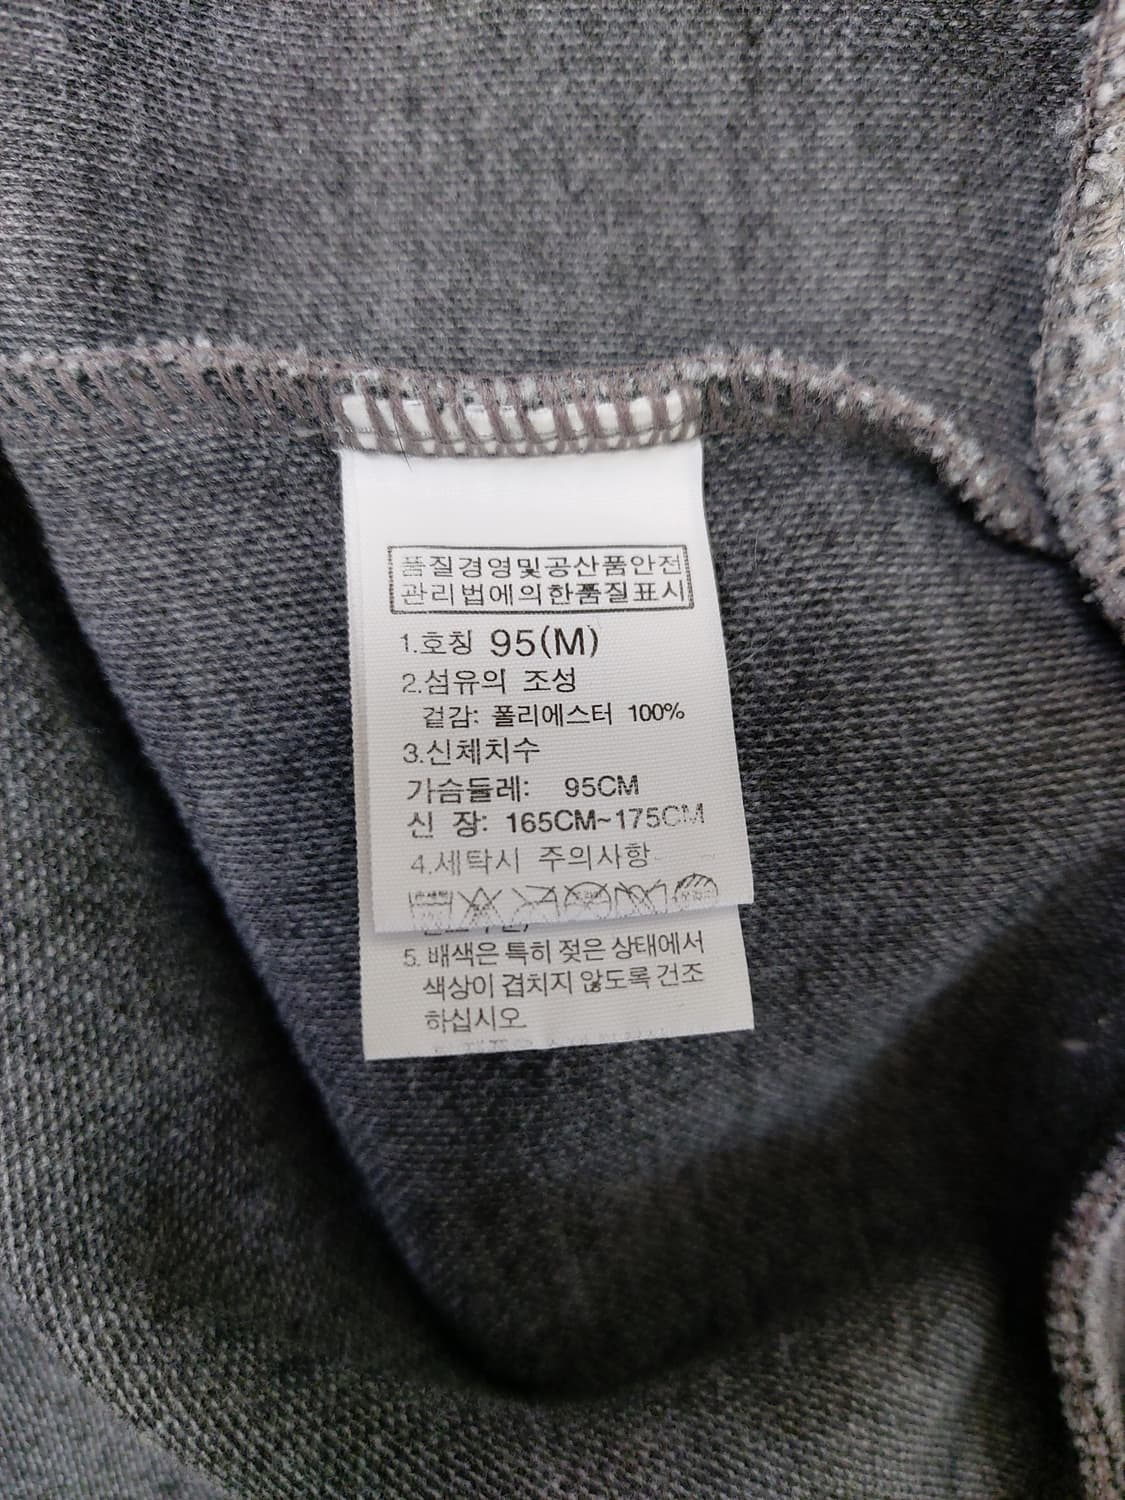 품질경영및공산품안전
관리법에의한품질표시
1.호칭 95(M)
2.섬유의 조성
겉감: 폴리에스터 100%
3.신체치수
가슴둘레: 95CM
신 장: 165CM~175CM
4.세탁시 주의사항
5. 배색은 특히 젖은 상태에서
색상이 겹치지 않도록 건조
하십시오